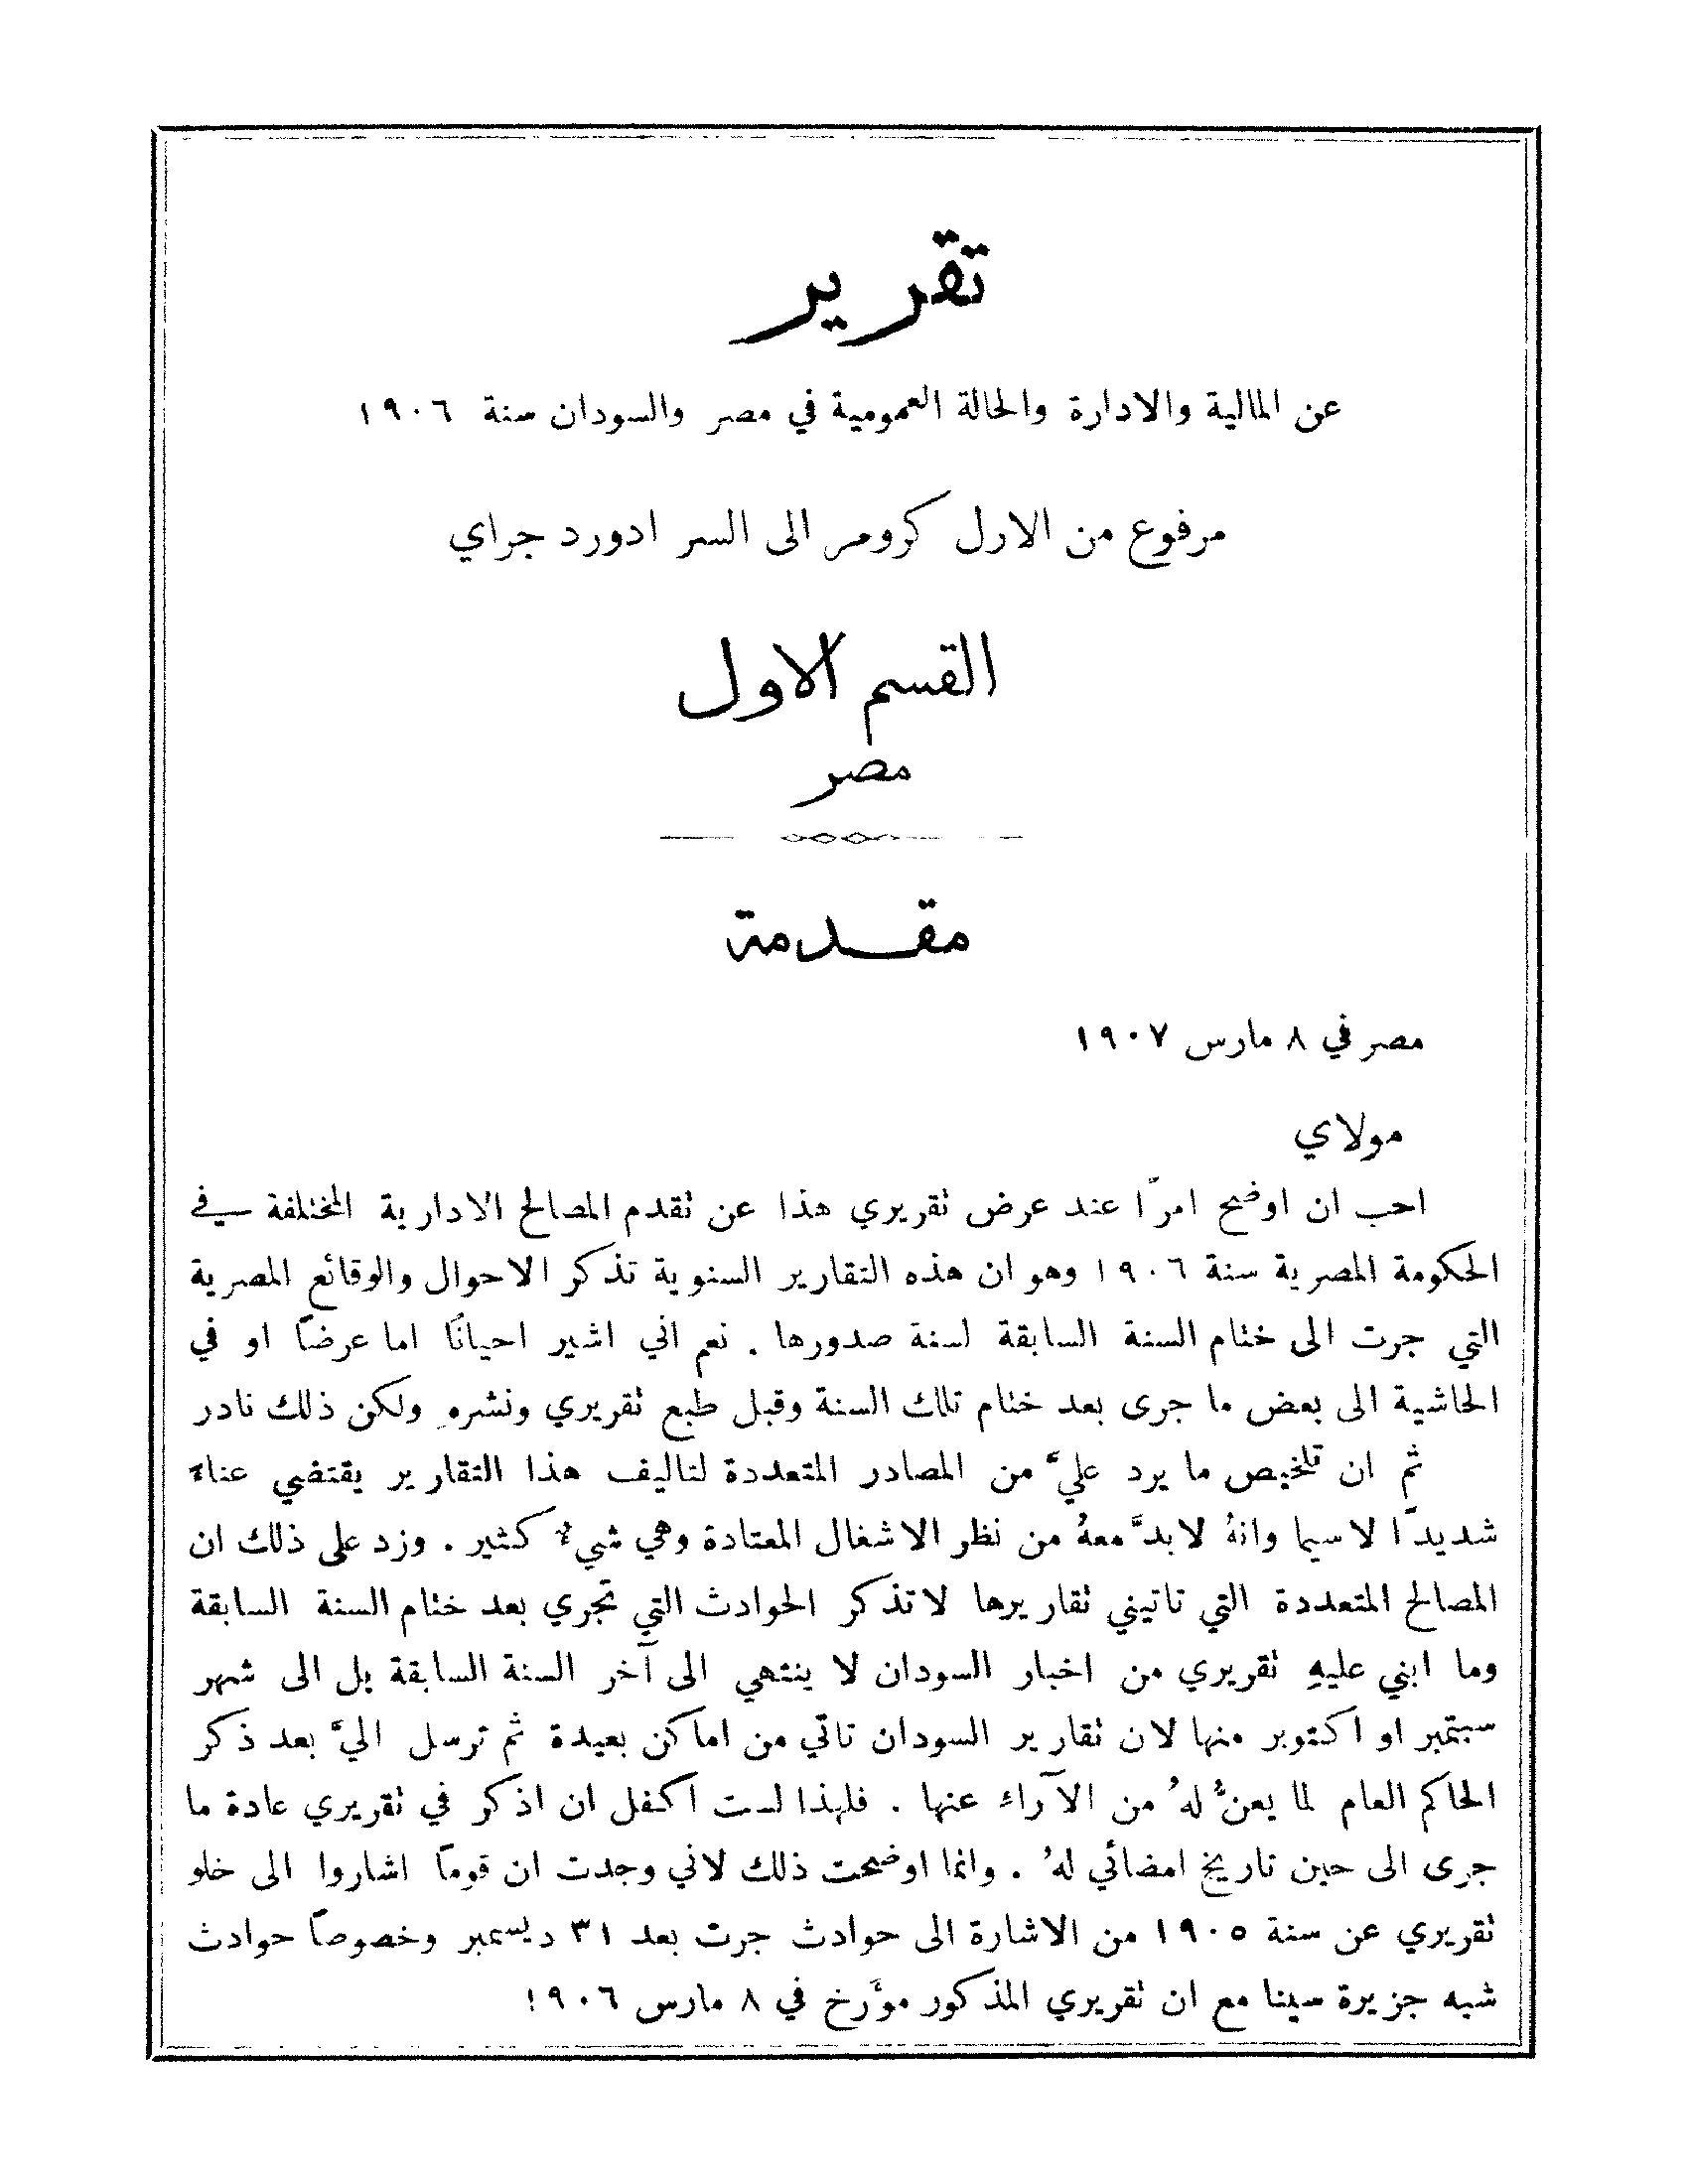 تقرير
عن المالية والادارة والحالة العمومية في مصر والسودان سنة ١٩٠٦
مرفوع من الارل كرومر الى السر ادورد جراي
القسم الاول
مصر
مقدمة
مصر في ٨ مارس ١٩٠٧
مولاي
احب ان اوضح امرًا عند عرض تقريري هذا عن تقدم المصالح الادارية المختلفة في
الحكومة المصرية سنة ١٩٠٦ وهو ان هذه التقارير السنوية تذكر الاحوال والوقائع المصرية
التي جرت الى ختام السنة السابقة لسنة صدورها . نعم اني اشير احيانًا اما عرضًا او في
الحاشية الى بعض ما جرى بعد ختام تلك السنة وقبل طبع تقريري ونشرهِ ولكن ذلك نادر
ثم ان تلخيص ما يرد عليَّ من المصادر المتعددة لتاليف هذا التقارير يقتضي عناءً
شديدًا لا سيما وانهُ لا بدَّ معهُ من نظر الاشغال المعتادة وهي شيءٌ كثير . وزد على ذلك ان
المصالح المتعددة التي تاتيني تقاريرها لا تذكر الحوادث التي تجري بعد ختام السنة السابقة
وما ابني عليهِ تقريري من اخبار السودان لا ينتهي الى آخر السنة السابقة بل الى شهر
سبتمبر او اكتوبر منها لان تقارير السودان تاتي من اماكن بعيدة ثم ترسل اليَّ بعد ذكر
الحاكم العام لما يعنُّ لهُ من الآراءِ عنها . فلهذا لست اكفل ان اذكر في تقريري عادة ما
جرى الى حين تاريخ امضائي لهُ . وانما اوضحت ذلك لاني وجدت ان قومًا اشاروا الى خلو
تقريري عن سنة ١٩٠٥ من الاشارة الى حوادث جرت بعد ٣١ ديسمبر وخصوصًا حوادث
شبه جزيرة سينا مع ان تقريري المذكور مؤَرخ في ٨ مارس ١٩٠٦!